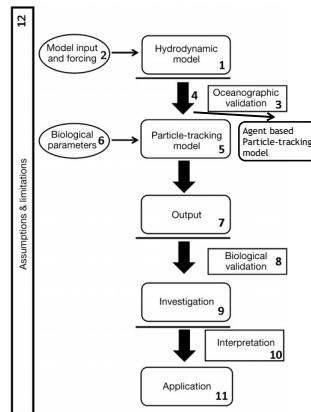 12
Assumptions & limitations
Model input
and forcing 2
Hydrodynamic
model
1
4
Oceanographic
validation 3
Biological
parameters 6
Particle-tracking
model
5
Agent based
Particle-tracking
model
Output
7
Biological
validation 8
Investigation
9
Interpretation
10
Application
11